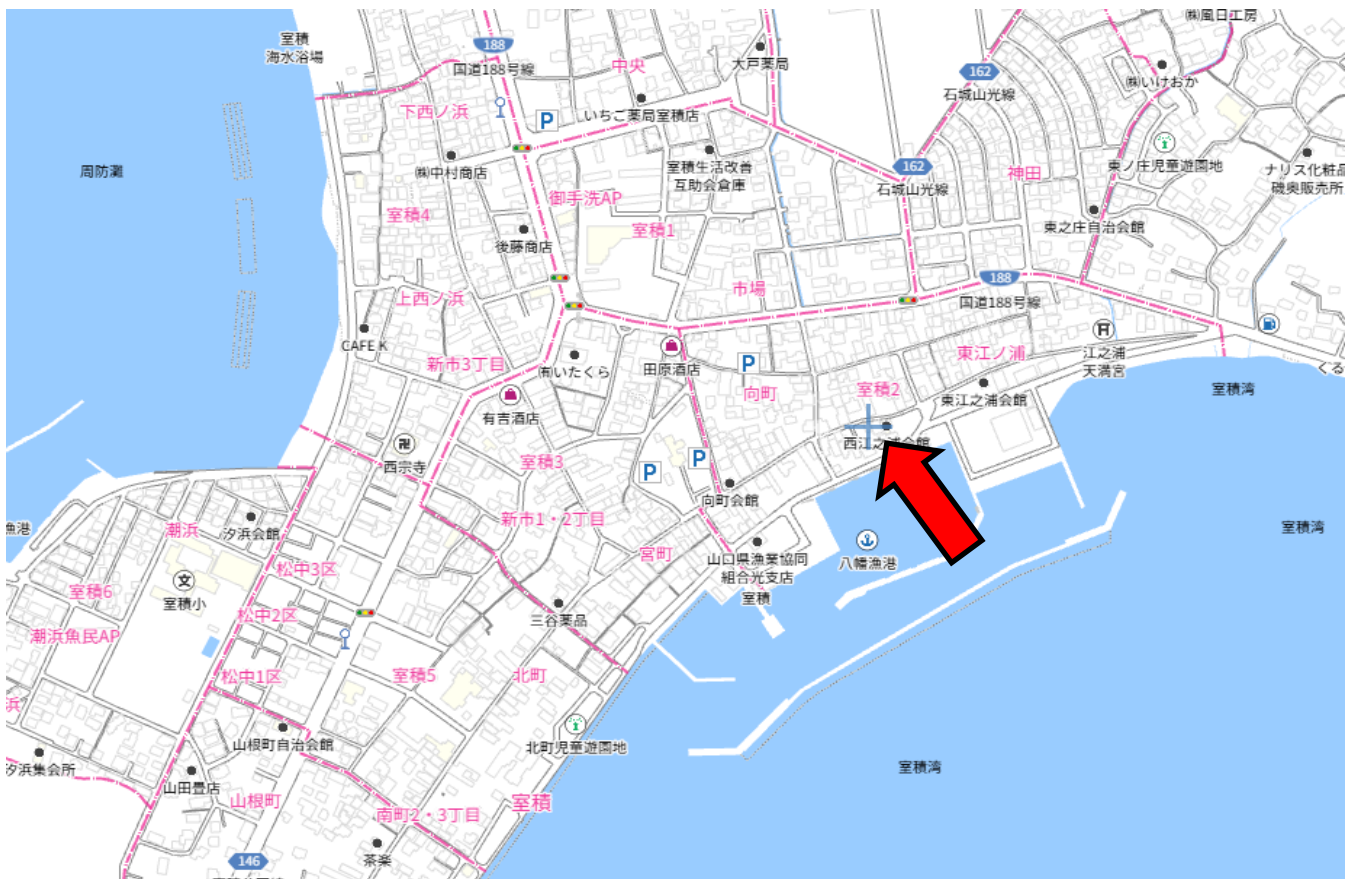 室積
海水浴場
188
国道188号線
中央
大戸薬局
㈱風日工房
162
石城山光線
㈱いけおか
下西ノ浜
P
いちご薬局室積店
周防灘
㈱中村商店
室積生活改善
互助会倉庫
162
石城山光線
神田
東ノ庄児童遊園地
ナリス化粧品
磯奥販売所
御手洗AP
室積4
室積1
後藤商店
東之庄自治会館
市場
188
国道188号線
上西ノ浜
CAFE K
新市3丁目
㈲いたくら
田原酒店
P
向町
室積2
東江ノ浦
江之浦
天満宮
室積湾
くる
有吉酒店
東江之浦会館
西江之浦会館
西宗寺
室積3
P
P
向町会館
漁港
潮浜
汐浜会館
新市1・2丁目
宮町
山口県漁業協同
組合光支店
八幡漁港
室積湾
松中3区
室積6
文
室積小
室積
松中2区
三谷薬品
潮浜魚民AP
松中1区
室積5
北町
浜
山根町自治会館
北町児童遊園地
汐浜集会所
山田畳店
室積湾
山根町
南町2・3丁目
室積
146
茶楽